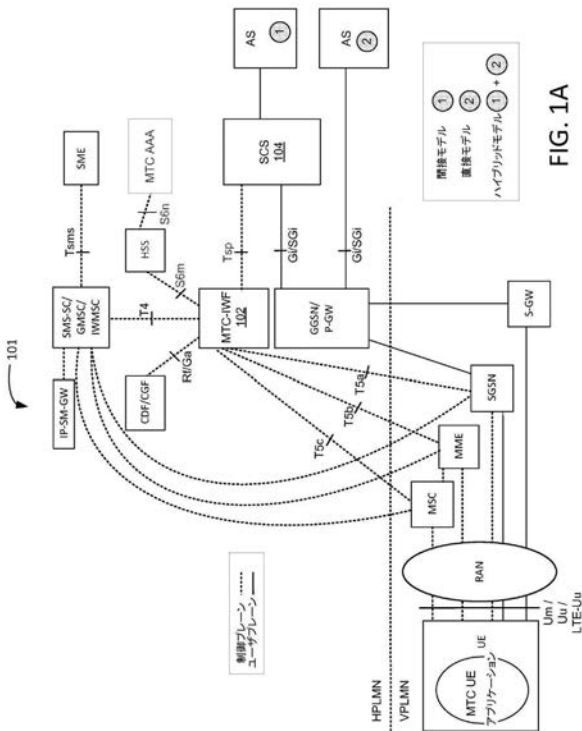 101
SMS-SC/
GMSC/
IWMSC
Tsms
SME
IP-SM-GW
T4
HSS
S6n
MTC AAA
CDF/CGF
Rf/Ga
S6m
MTC-IWF
102
Tsp
SCS
104
AS
1
GGSN/
P-GW
Gi/SGi
Gi/SGi
AS
2
T5c
T5b
T5a
制御プレーン
ユーザプレーン
HPLMN
VPLMN
MSC
MME
SGSN
S-GW
RAN
UE
MTC UE
アプリケーション
Um /
Uu /
LTE-Uu
間接モデル 1
直接モデル 2
ハイブリッドモデル 1 + 2
FIG. 1A